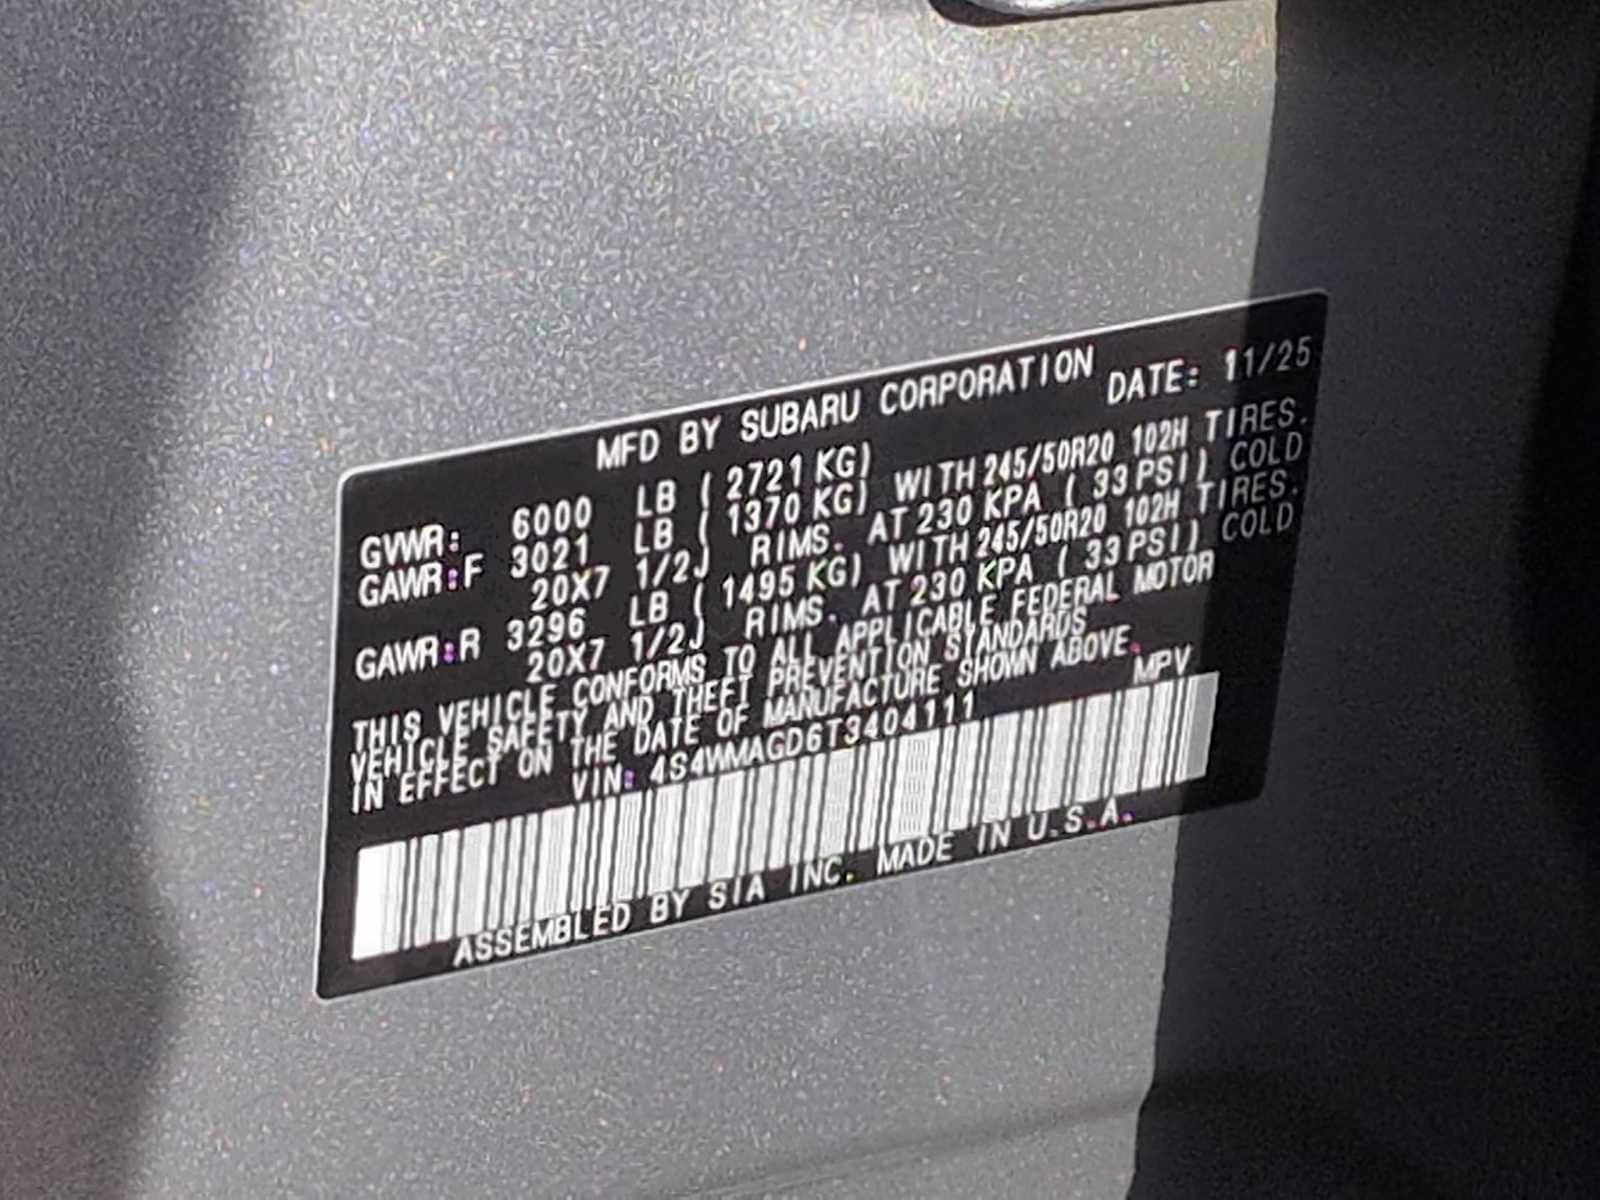 MFD BY SUBARU CORPORATION
DATE: 11/25
GVWR: 6000 LB ( 2721 KG)
GAWR:F 3021 LB ( 1370 KG) WITH 245/50R20 102H TIRES.
20X7 1/2J RIMS. AT 230 KPA ( 33 PSI) COLD
GAWR:R 3296 LB ( 1495 KG) WITH 245/50R20 102H TIRES.
20X7 1/2J RIMS. AT 230 KPA ( 33 PSI) COLD
THIS VEHICLE CONFORMS TO ALL APPLICABLE FEDERAL MOTOR
VEHICLE SAFETY AND THEFT PREVENTION STANDARDS
IN EFFECT ON THE DATE OF MANUFACTURE SHOWN ABOVE.
VIN: 4S4WMAGD6T3404111 MPV
ASSEMBLED BY SIA INC. MADE IN U.S.A.